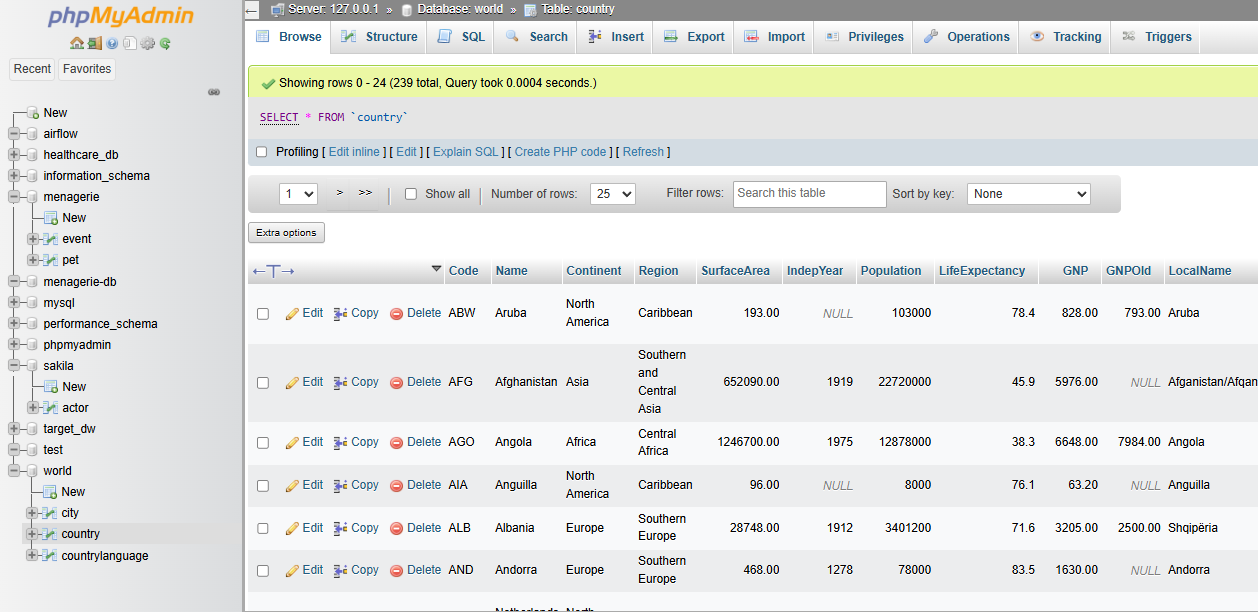 phpMyAdmin
Recent Favorites
New
airflow
healthcare_db
information_schema
menagerie
New
event
pet
menagerie-db
mysql
performance_schema
phpmyadmin
sakila
New
actor
target_dw
test
world
New
city
country
countrylanguage
Server: 127.0.0.1 » Database: world » Table: country
Browse Structure SQL Search Insert Export Import Privileges Operations Tracking Triggers
Showing rows 0 - 24 (239 total, Query took 0.0004 seconds.)
SELECT * FROM `country`
Profiling [ Edit inline ] [ Edit ] [ Explain SQL ] [ Create PHP code ] [ Refresh ]
1 > >> Show all Number of rows: 25 Filter rows: Search this table Sort by key: None
Extra options
←T→ Code Name Continent Region SurfaceArea IndepYear Population LifeExpectancy GNP GNPOld LocalName
Edit Copy Delete ABW Aruba North America Caribbean 193.00 NULL 103000 78.4 828.00 793.00 Aruba
Edit Copy Delete AFG Afghanistan Asia Southern and Central Asia 652090.00 1919 22720000 45.9 5976.00 NULL Afganistan/Afqan
Edit Copy Delete AGO Angola Africa Central Africa 1246700.00 1975 12878000 38.3 6648.00 7984.00 Angola
Edit Copy Delete AIA Anguilla North America Caribbean 96.00 NULL 8000 76.1 63.20 NULL Anguilla
Edit Copy Delete ALB Albania Europe Southern Europe 28748.00 1912 3401200 71.6 3205.00 2500.00 Shqipëria
Edit Copy Delete AND Andorra Europe Southern Europe 468.00 1278 78000 83.5 1630.00 NULL Andorra